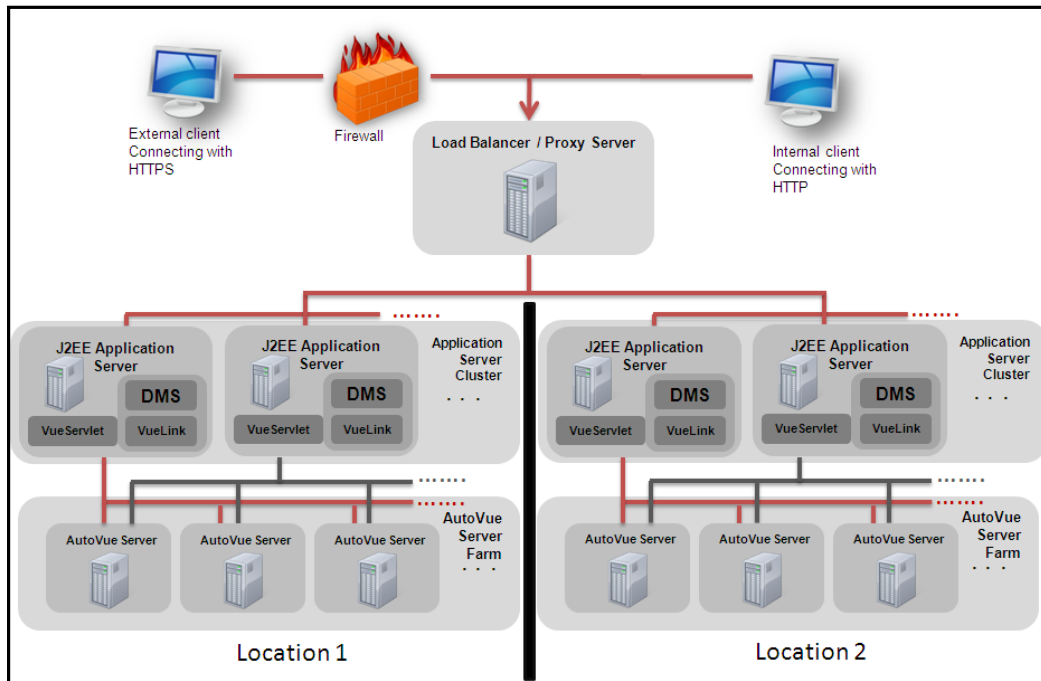 External client
Connecting with
HTTPS
Firewall
Load Balancer / Proxy Server
Internal client
Connecting with
HTTP
J2EE Application
Server
DMS
VueServlet
VueLink
J2EE Application
Server
DMS
VueServlet
VueLink
Application
Server
Cluster
. . .
J2EE Application
Server
DMS
VueServlet
VueLink
J2EE Application
Server
DMS
VueServlet
VueLink
Application
Server
Cluster
. . .
AutoVue Server
AutoVue Server
AutoVue Server
AutoVue
Server
Farm
. . .
AutoVue Server
AutoVue Server
AutoVue Server
AutoVue
Server
Farm
. . .
Location 1
Location 2